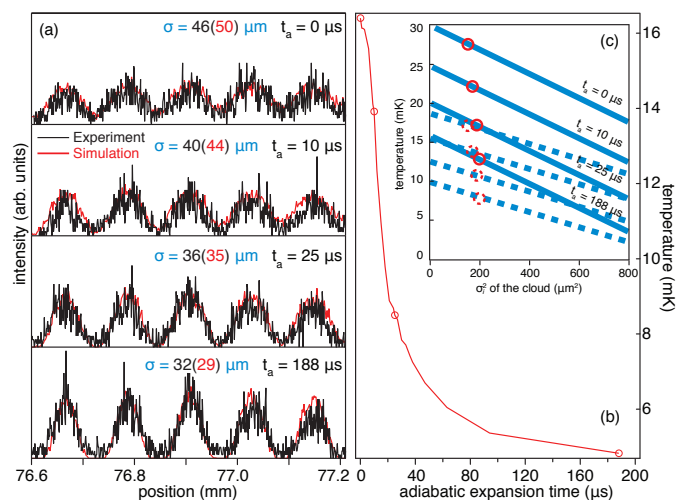 (a)
σ = 46(50) µm
t_a = 0 µs
σ = 40(44) µm
t_a = 10 µs
Experiment
Simulation
σ = 36(35) µm
t_a = 25 µs
σ = 32(29) µm
t_a = 188 µs
intensity (arb. units)
76.6
76.8
77.0
77.2
position (mm)
(c)
30
25
20
15
10
5
0
temperature (mK)
t_a = 0 µs
t_a = 10 µs
t_a = 25 µs
t_a = 188 µs
0
200
400
600
800
σ_i² of the cloud (µm²)
16
14
12
10
8
6
temperature (mK)
(b)
0
40
80
120
160
200
adiabatic expansion time (µs)